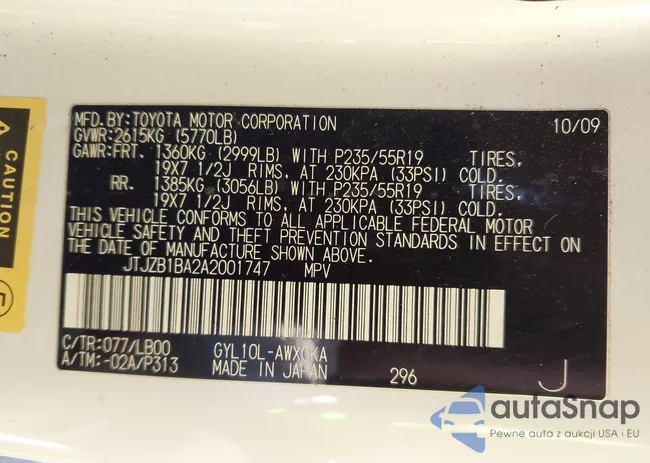 CAUTION
MFD.BY:TOYOTA MOTOR CORPORATION 10/09
GVWR:2615KG (5770LB)
GAWR:FRT. 1360KG (2999LB) WITH P235/55R19 TIRES,
19X7 1/2J RIMS, AT 230KPA (33PSI) COLD.
RR. 1385KG (3056LB) WITH P235/55R19 TIRES,
19X7 1/2J RIMS, AT 230KPA (33PSI) COLD.
THIS VEHICLE CONFORMS TO ALL APPLICABLE FEDERAL MOTOR
VEHICLE SAFETY AND THEFT PREVENTION STANDARDS IN EFFECT ON
THE DATE OF MANUFACTURE SHOWN ABOVE.
JTJZB1BA2A2001747 MPV
C/TR:077/LB00 GYL10L-AWXGKA
A/TM:-02A/P313 MADE IN JAPAN 296 J
autaSnap
Pewne auta z aukcji USA i EU